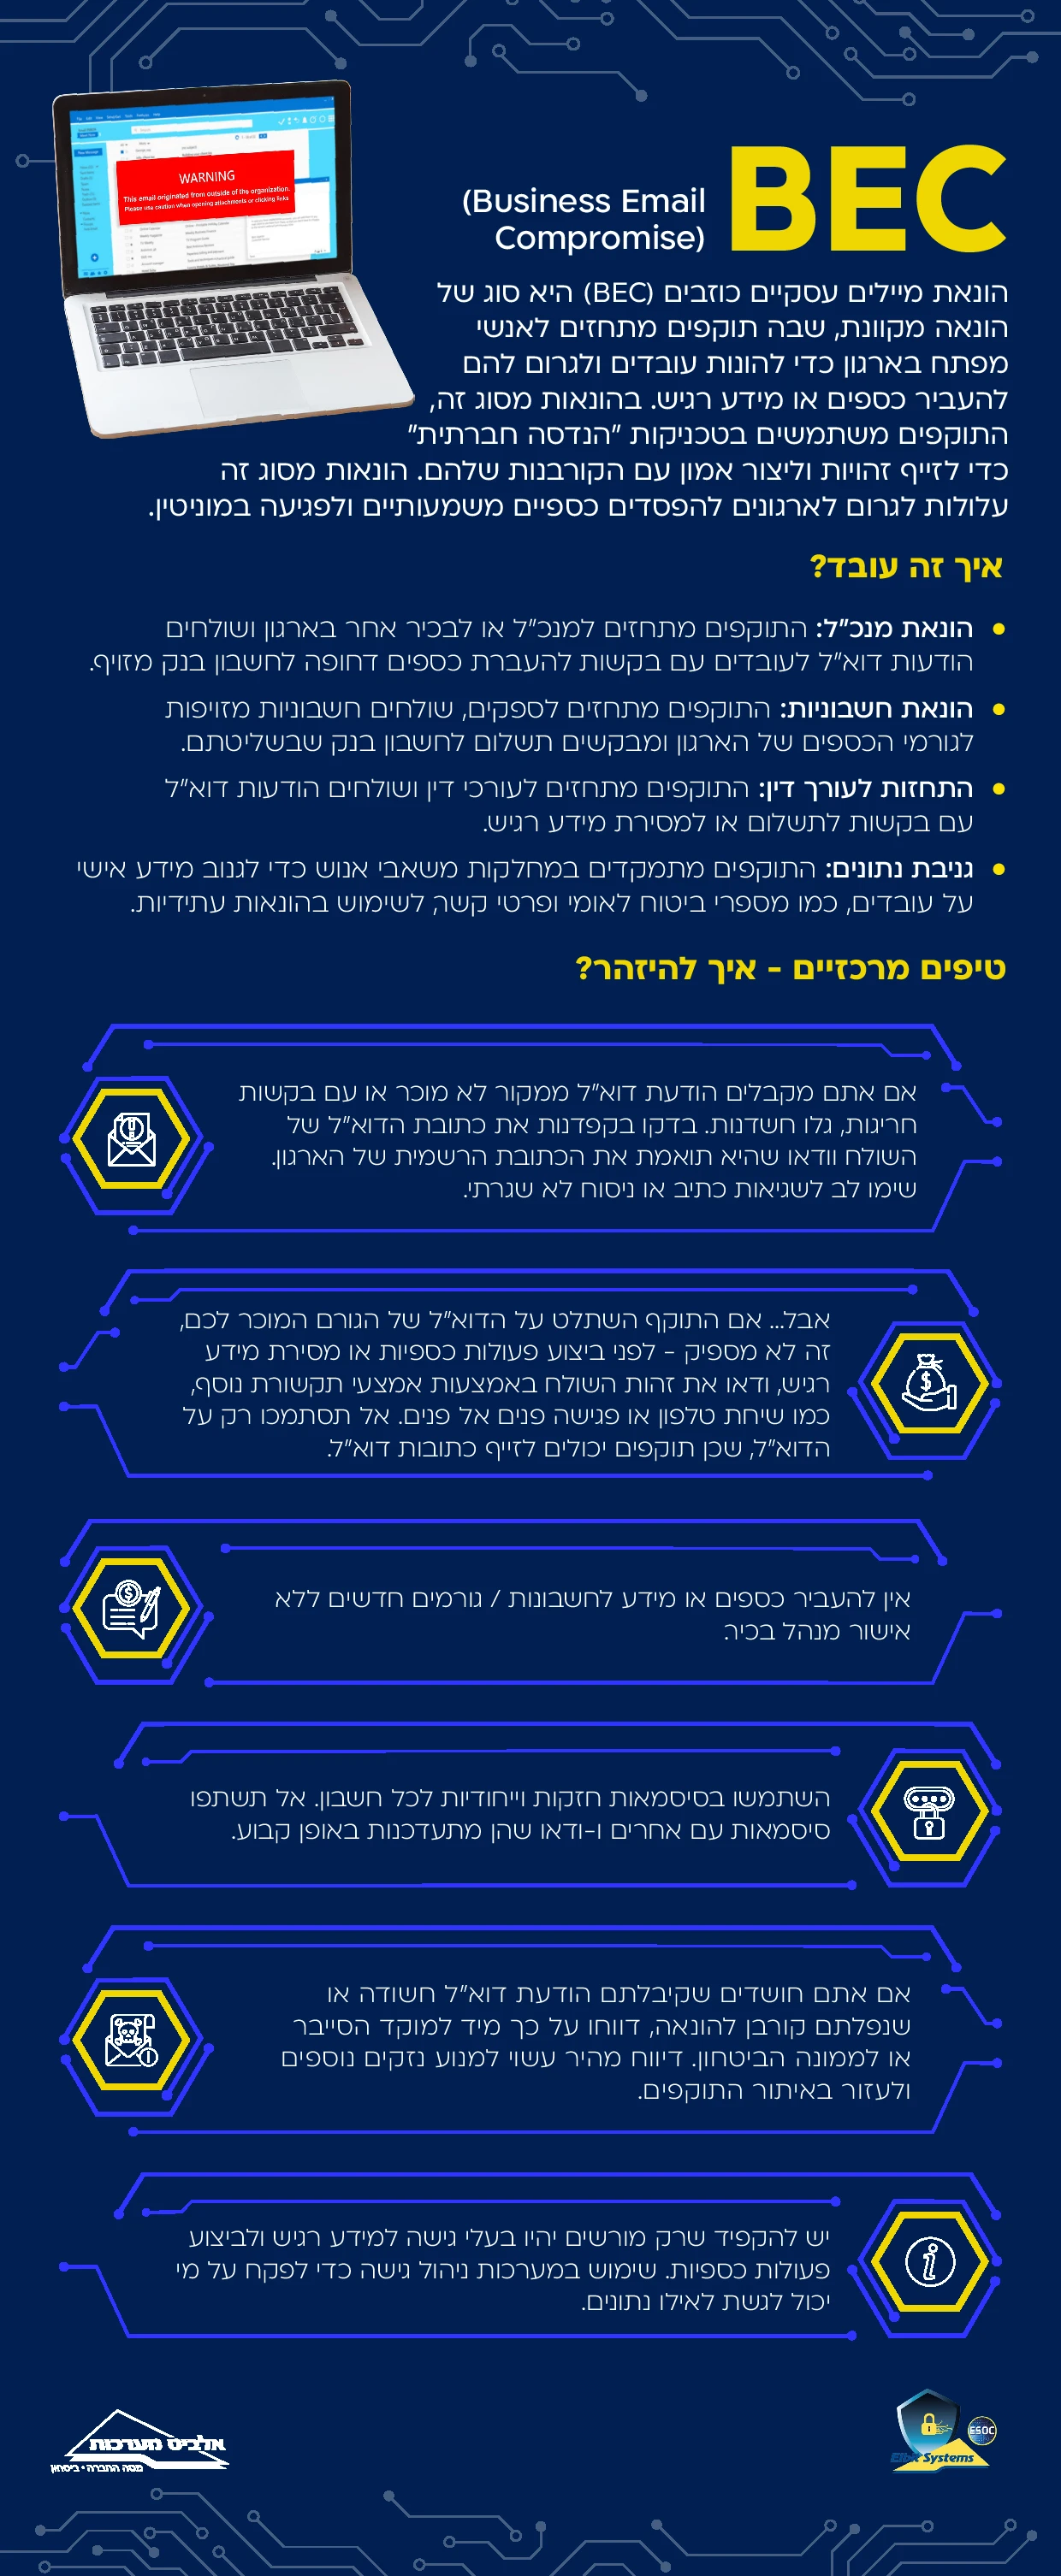 WARNING
This email originated from outside of the organization.
Please use caution when opening attachments or clicking links
BEC
(Business Email
Compromise)
הונאת מיילים עסקיים כוזבים (BEC) היא סוג של
הונאה מקוונת, שבה תוקפים מתחזים לאנשי
מפתח בארגון כדי להונות עובדים ולגרום להם
להעביר כספים או מידע רגיש. בהונאות מסוג זה,
התוקפים משתמשים בטכניקות "הנדסה חברתית"
כדי לזייף זהויות וליצור אמון עם הקורבנות שלהם. הונאות מסוג זה
עלולות לגרום לארגונים להפסדים כספיים משמעותיים ולפגיעה במוניטין.
איך זה עובד?
• הונאת מנכ"ל: התוקפים מתחזים למנכ"ל או לבכיר אחר בארגון ושולחים
הודעות דוא"ל לעובדים עם בקשות להעברת כספים דחופה לחשבון בנק מזויף.
• הונאת חשבוניות: התוקפים מתחזים לספקים, שולחים חשבוניות מזויפות
לגורמי הכספים של הארגון ומבקשים תשלום לחשבון בנק שבשליטתם.
• התחזות לעורך דין: התוקפים מתחזים לעורכי דין ושולחים הודעות דוא"ל
עם בקשות לתשלום או למסירת מידע רגיש.
• גניבת נתונים: התוקפים מתמקדים במחלקות משאבי אנוש כדי לגנוב מידע אישי
על עובדים, כמו מספרי ביטוח לאומי ופרטי קשר, לשימוש בהונאות עתידיות.
טיפים מרכזיים - איך להיזהר?
אם אתם מקבלים הודעת דוא"ל ממקור לא מוכר או עם בקשות
חריגות, גלו חשדנות. בדקו בקפדנות את כתובת הדוא"ל של
השולח וודאו שהיא תואמת את הכתובת הרשמית של הארגון.
שימו לב לשגיאות כתיב או ניסוח לא שגרתי.
אבל... אם התוקף השתלט על הדוא"ל של הגורם המוכר לכם,
זה לא מספיק - לפני ביצוע פעולות כספיות או מסירת מידע
רגיש, ודאו את זהות השולח באמצעות אמצעי תקשורת נוסף,
כמו שיחת טלפון או פגישה פנים אל פנים. אל תסתמכו רק על
הדוא"ל, שכן תוקפים יכולים לזייף כתובות דוא"ל.
אין להעביר כספים או מידע לחשבונות / גורמים חדשים ללא
אישור מנהל בכיר.
השתמשו בסיסמאות חזקות וייחודיות לכל חשבון. אל תשתפו
סיסמאות עם אחרים ו-ודאו שהן מתעדכנות באופן קבוע.
אם אתם חושדים שקיבלתם הודעת דוא"ל חשודה או
שנפלתם קורבן להונאה, דווחו על כך מיד למוקד הסייבר
או לממונה הביטחון. דיווח מהיר עשוי למנוע נזקים נוספים
ולעזור באיתור התוקפים.
יש להקפיד שרק מורשים יהיו בעלי גישה למידע רגיש ולביצוע
פעולות כספיות. שימוש במערכות ניהול גישה כדי לפקח על מי
יכול לגשת לאילו נתונים.
ESOC
Elbit Systems
אלביט מערכות
מטה החברה • ביטחון